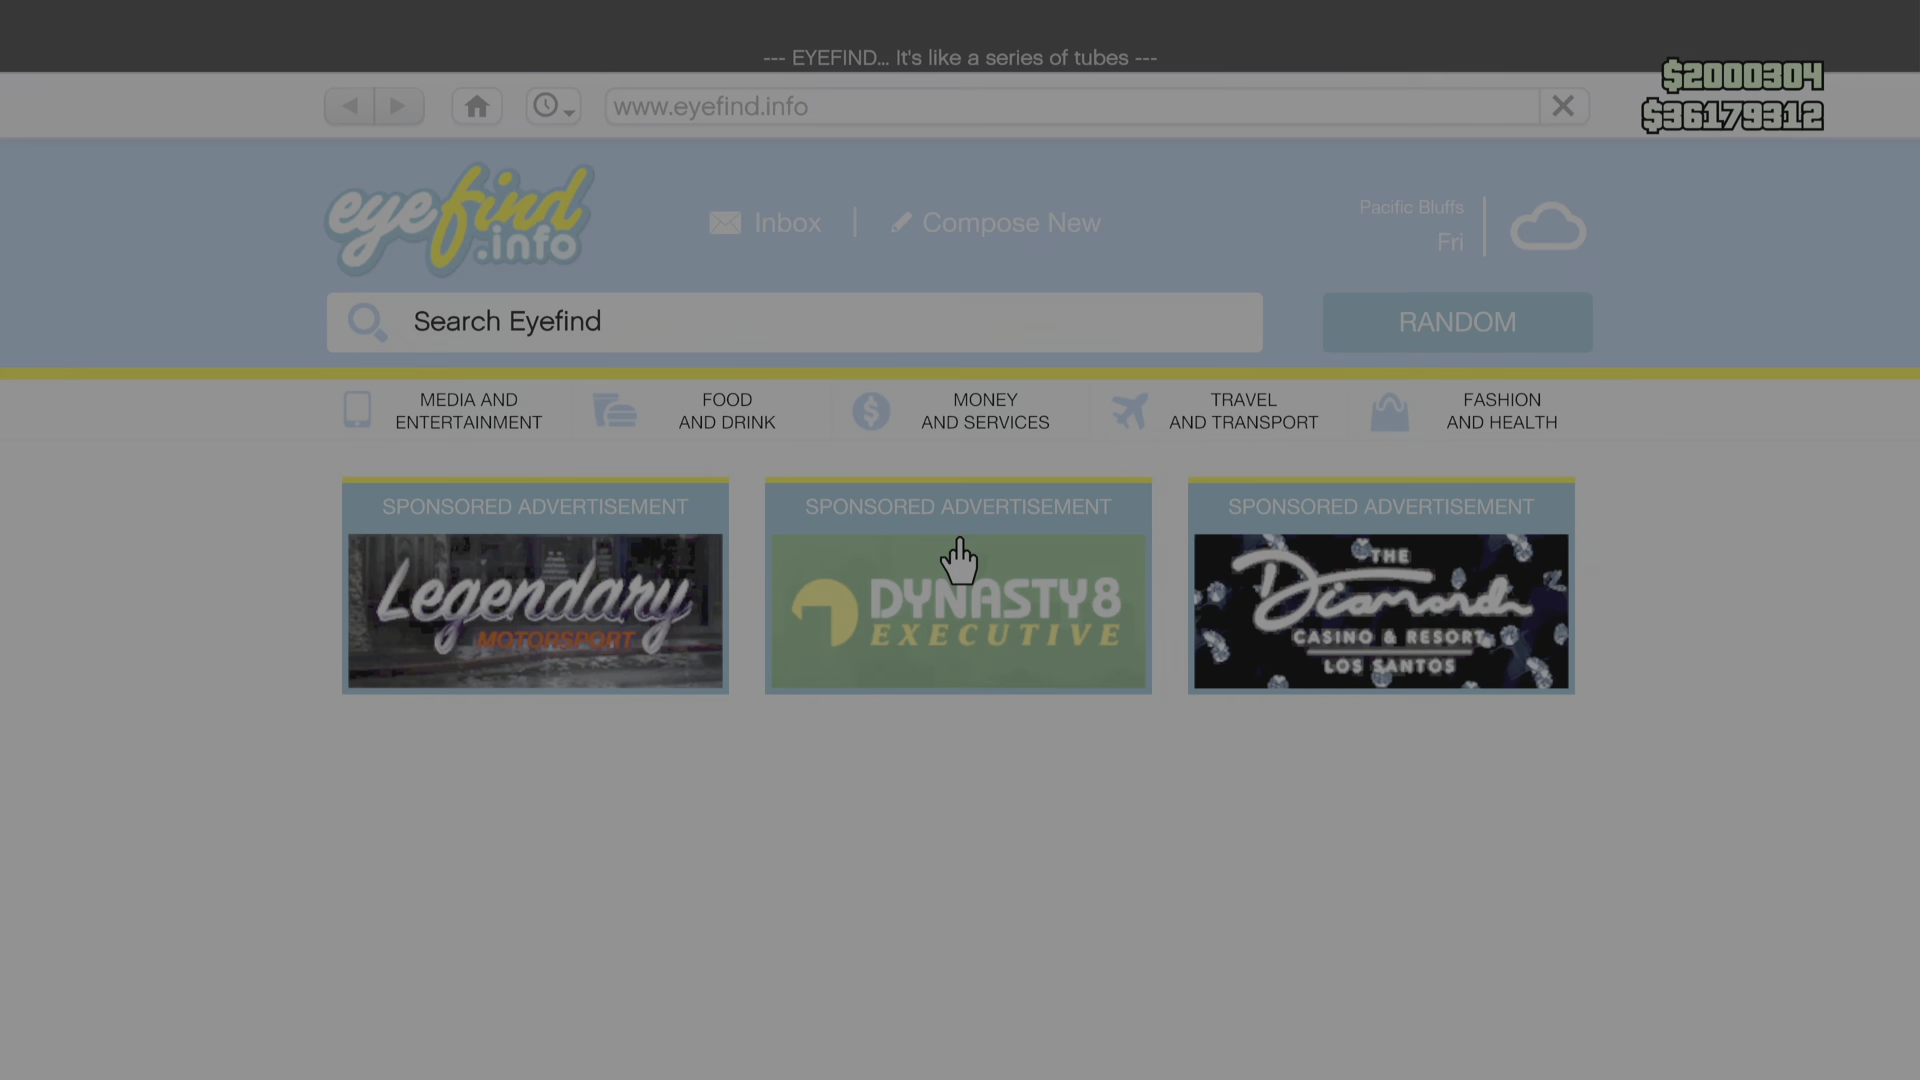 --- EYEFIND... It's like a series of tubes ---
$2000304
www.eyefind.info
$36179312
eyefind
.info
Inbox
Compose New
Pacific Bluffs
Fri
Search Eyefind
RANDOM
MEDIA AND
ENTERTAINMENT
FOOD
AND DRINK
MONEY
AND SERVICES
TRAVEL
AND TRANSPORT
FASHION
AND HEALTH
SPONSORED ADVERTISEMENT
Legendary
MOTORSPORT
SPONSORED ADVERTISEMENT
DYNASTY8
EXECUTIVE
SPONSORED ADVERTISEMENT
THE
Diamond
CASINO & RESORT
LOS SANTOS